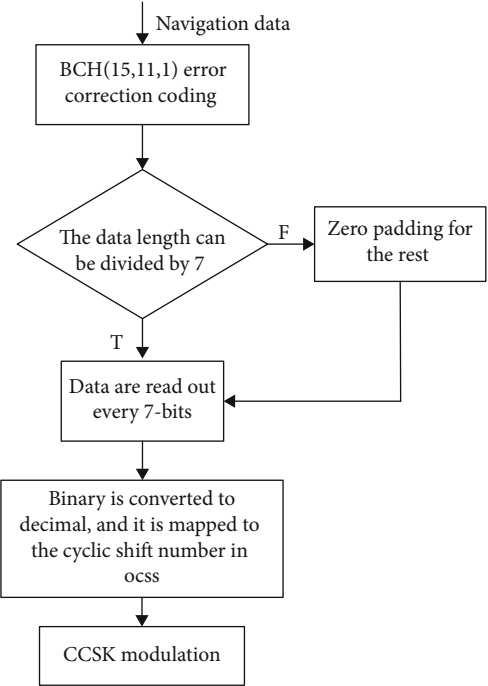 Navigation data
BCH(15,11,1) error
correction coding
The data length can
be divided by 7
F
Zero padding for
the rest
T
Data are read out
every 7-bits
Binary is converted to
decimal, and it is mapped to
the cyclic shift number in
ocss
CCSK modulation